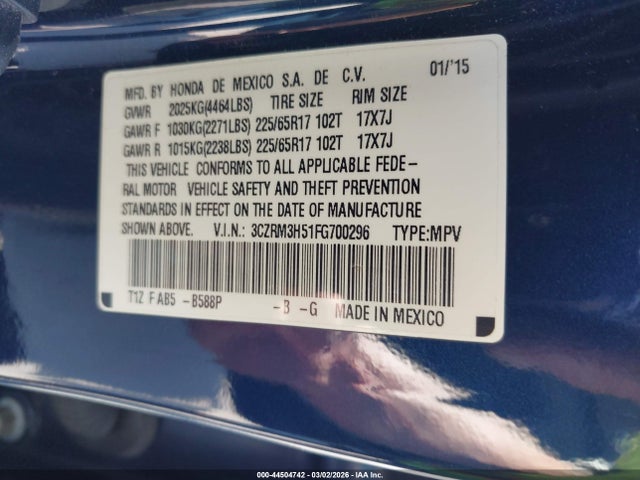 MFD. BY HONDA DE MEXICO S.A. DE C.V. 01/'15
GVWR 2025KG(4464LBS) TIRE SIZE RIM SIZE
GAWR F 1030KG(2271LBS) 225/65R17 102T 17X7J
GAWR R 1015KG(2238LBS) 225/65R17 102T 17X7J
THIS VEHICLE CONFORMS TO ALL APPLICABLE FEDE-
RAL MOTOR VEHICLE SAFETY AND THEFT PREVENTION
STANDARDS IN EFFECT ON THE DATE OF MANUFACTURE
SHOWN ABOVE. V.I.N.: 3CZRM3H51FG700296 TYPE:MPV
T1Z F AB5 -B588P -B -G MADE IN MEXICO
000-44504742 - 03/02/2026 - IAA Inc.